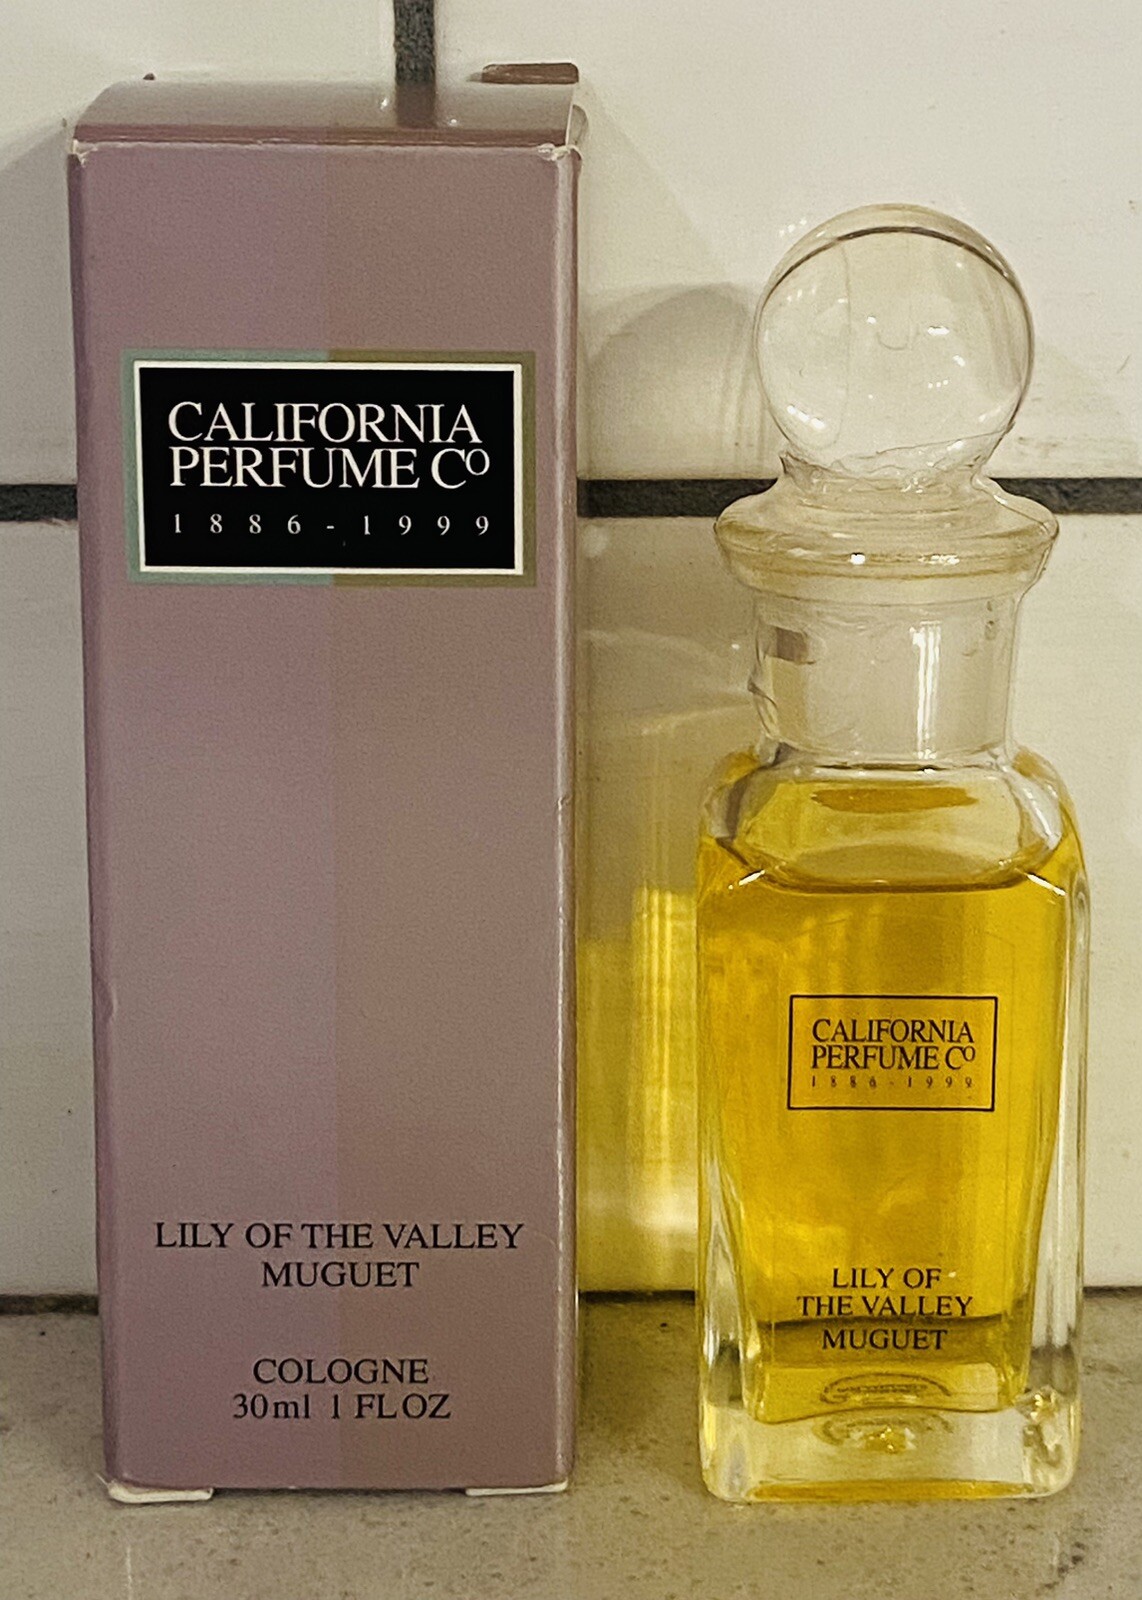 CALIFORNIA
PERFUME CO
1886-1999
LILY OF THE VALLEY
MUGUET
COLOGNE
30ml 1 FL OZ
CALIFORNIA
PERFUME CO
1886-1999
LILY OF
THE VALLEY
MUGUET